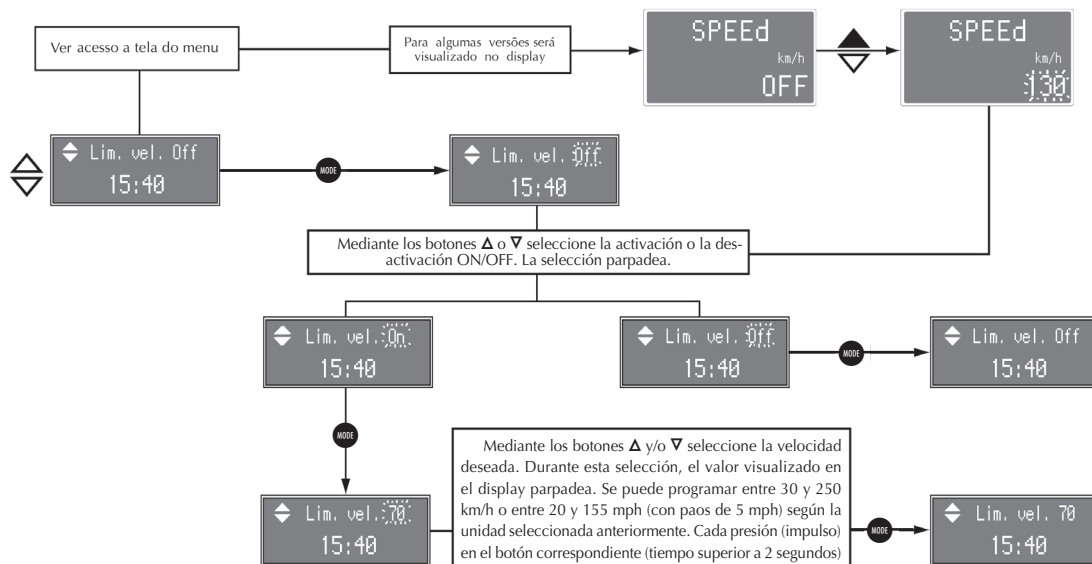 Ver acesso a tela do menu
Para algumas versões será
visualizado no display
SPEEd
km/h
OFF
SPEEd
km/h
130
Lim. vel. Off
15:40
MODE
Lim. vel. Off
15:40
Mediante los botones Δ o ∇ seleccione la activación o la des-
activación ON/OFF. La selección parpadea.
Lim. vel. On
15:40
Lim. vel. Off
15:40
MODE
Lim. vel. Off
15:40
MODE
Lim. vel. 70
15:40
Mediante los botones Δ y/o ∇ seleccione la velocidad
deseada. Durante esta selección, el valor visualizado en
el display parpadea. Se puede programar entre 30 y 250
km/h o entre 20 y 155 mph (con paos de 5 mph) según la
unidad seleccionada anteriormente. Cada presión (impulso)
en el botón correspondiente (tiempo superior a 2 segundos)
MODE
Lim. vel. 70
15:40